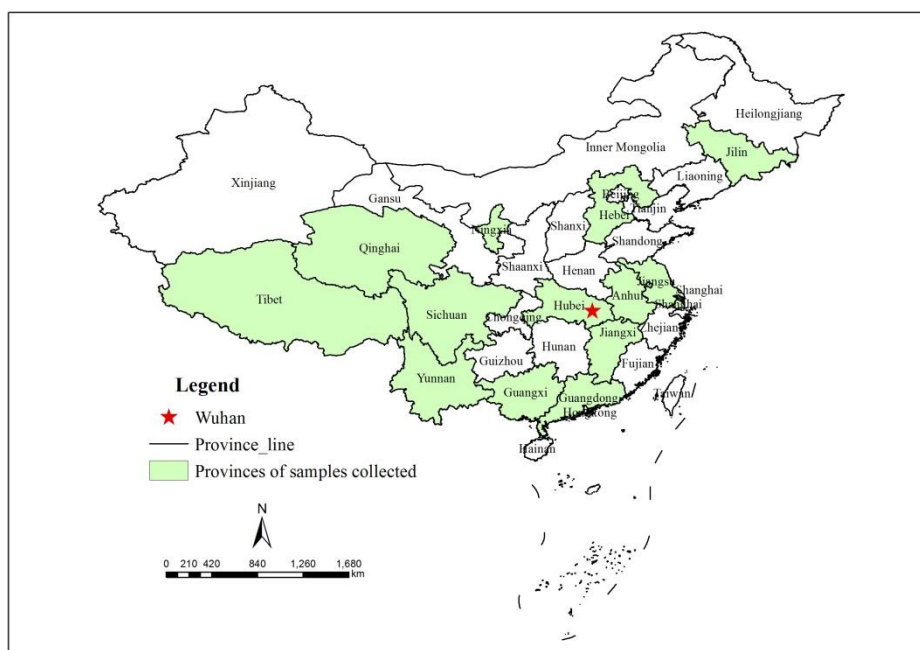 Heilongjiang
Jilin
Inner Mongolia
Liaoning
Xinjiang
Gansu
Beijing
Tianjin
Hebei
Ningxia
Shanxi
Shandong
Qinghai
Shaanxi
Henan
Jiangsu
Shanghai
Tibet
Anhui
Hubei
Shanghai
Sichuan
Chongqing
Zhejiang
Jiangxi
Hunan
Guizhou
Fujian
Yunnan
Guangxi
Guangdong
Taiwan
Hongkong
Hainan
Legend
Wuhan
Province_line
Provinces of samples collected
N
0 210 420 840 1,260 1,680
km